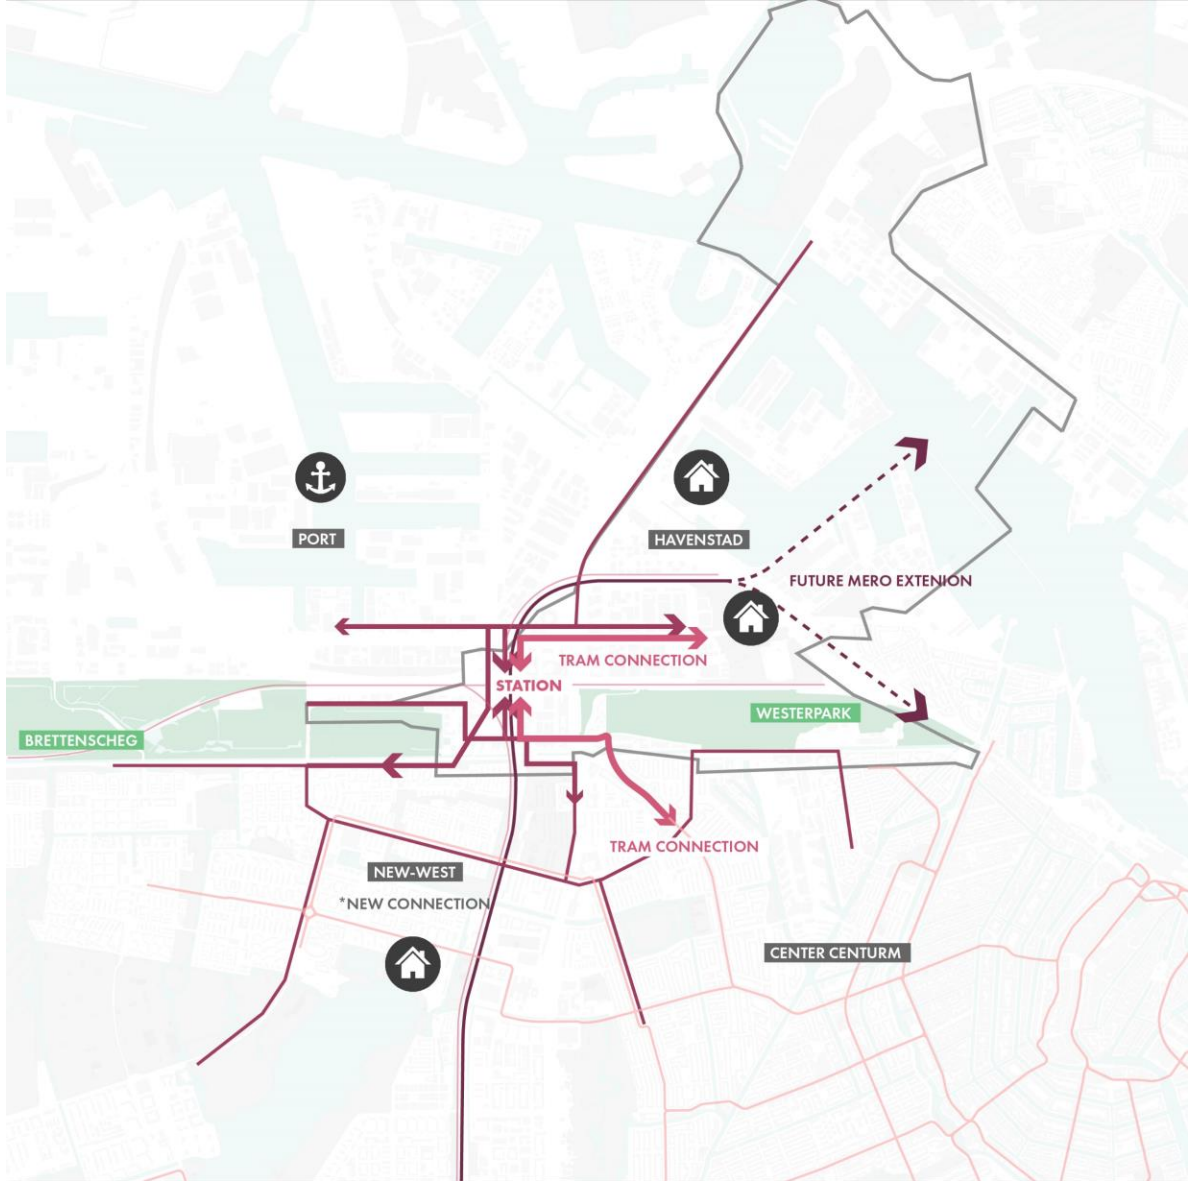 PORT
HAVENSTAD
FUTURE MERO EXTENION
TRAM CONNECTION
STATION
WESTERPARK
BRETTENSCHEG
TRAM CONNECTION
NEW-WEST
*NEW CONNECTION
CENTER CENTURM